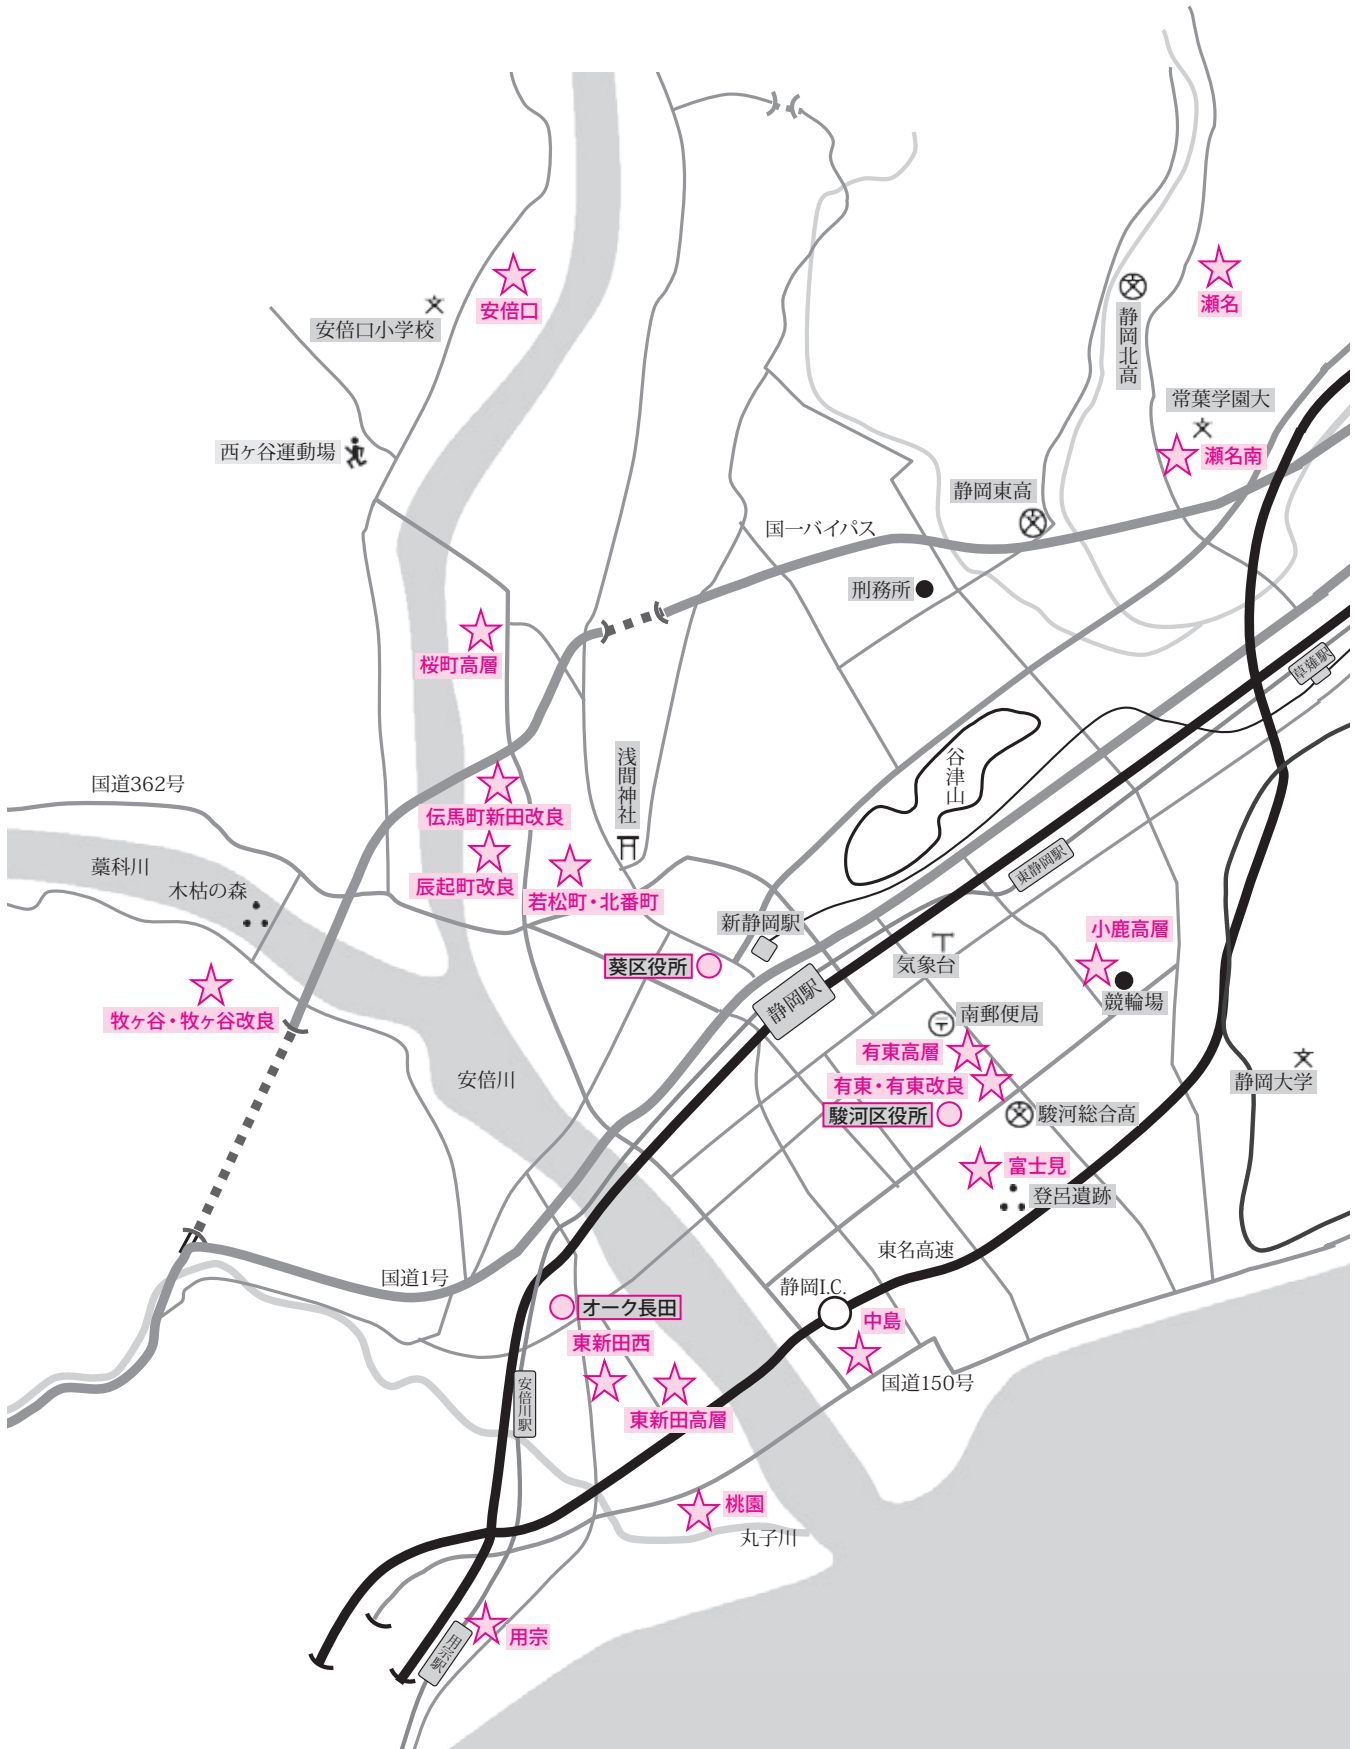 安倍口
安倍口小学校
瀬名
静岡北高
常葉学園大
瀬名南
西ヶ谷運動場
静岡東高
国一バイパス
刑務所
桜町高層
草薙駅
浅間神社
谷津山
国道362号
伝馬町新田改良
藁科川
木枯の森
辰起町改良
若松町・北番町
東静岡駅
新静岡駅
小鹿高層
葵区役所
気象台
静岡駅
競輪場
牧ヶ谷・牧ヶ谷改良
南郵便局
有東高層
安倍川
有東・有東改良
静岡大学
駿河区役所
駿河総合高
富士見
登呂遺跡
東名高速
国道1号
静岡I.C.
オーク長田
中島
東新田西
国道150号
安倍川駅
東新田高層
桃園
丸子川
用宗
用宗駅